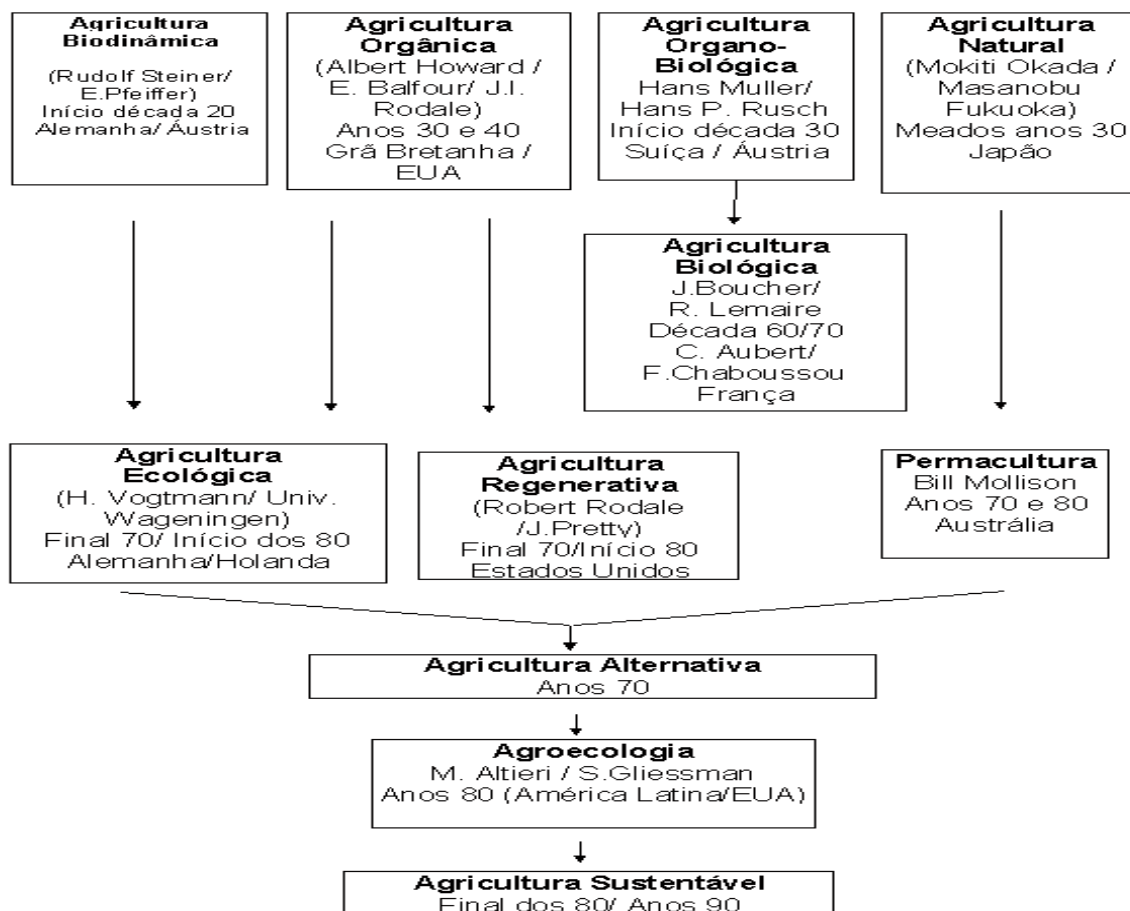 Agricultura
Biodinâmica
(Rudolf Steiner/
E.Pfeiffer)
Início década 20
Alemanha/ Áustria
Agricultura
Orgânica
(Albert Howard /
E. Balfour/ J.I.
Rodale)
Anos 30 e 40
Grã Bretanha /
EUA
Agricultura
Organo-
Biológica
Hans Muller/
Hans P. Rusch
Início década 30
Suíça / Áustria
Agricultura
Natural
(Mokiti Okada /
Masanobu
Fukuoka)
Meados anos 30
Japão
Agricultura
Biológica
J.Boucher/
R. Lemaire
Década 60/70
C. Aubert/
F.Chaboussou
França
Agricultura
Ecológica
(H. Vogtmann/ Univ.
Wageningen)
Final 70/ Início dos 80
Alemanha/Holanda
Agricultura
Regenerativa
(Robert Rodale
/J.Pretty)
Final 70/Início 80
Estados Unidos
Permacultura
Bill Mollison
Anos 70 e 80
Austrália
Agricultura Alternativa
Anos 70
Agroecologia
M. Altieri / S.Gliessman
Anos 80 (América Latina/EUA)
Agricultura Sustentável
Final dos 80/ Anos 90